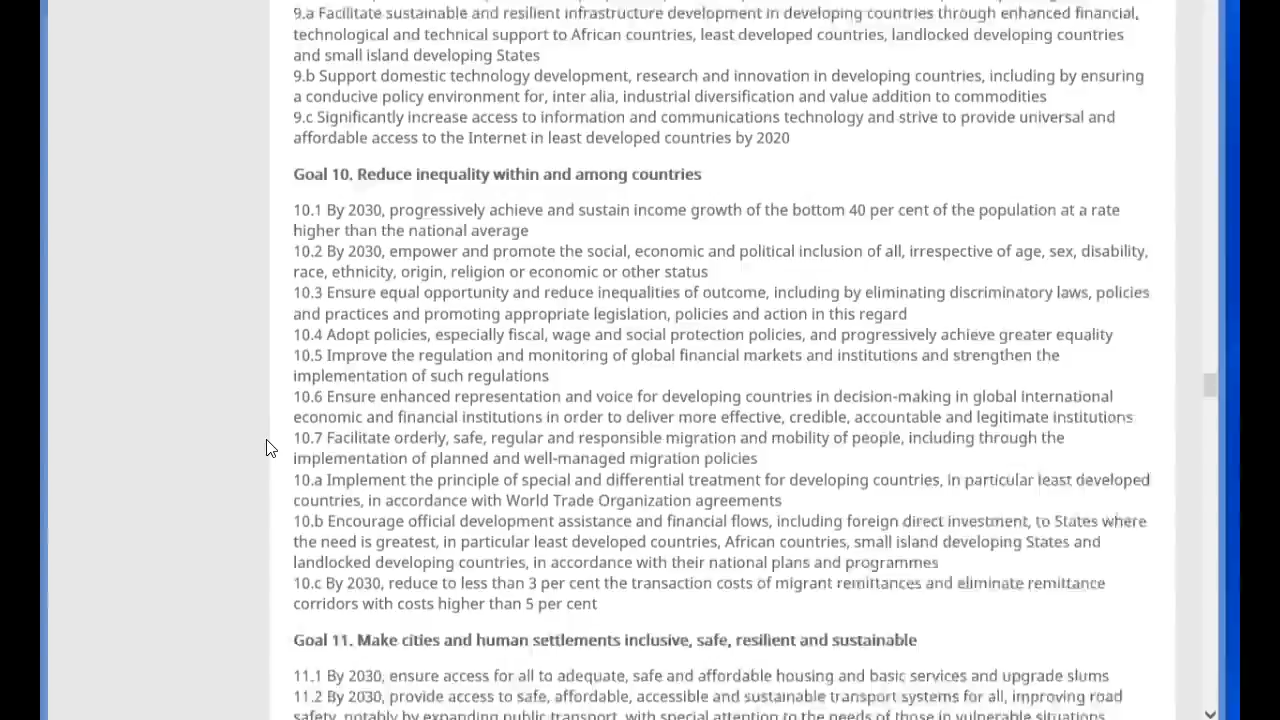 9.a Facilitate sustainable and resilient infrastructure development in developing countries through enhanced financial,
technological and technical support to African countries, least developed countries, landlocked developing countries
and small island developing States
9.b Support domestic technology development, research and innovation in developing countries, including by ensuring
a conducive policy environment for, inter alia, industrial diversification and value addition to commodities
9.c Significantly increase access to information and communications technology and strive to provide universal and
affordable access to the Internet in least developed countries by 2020
Goal 10. Reduce inequality within and among countries
10.1 By 2030, progressively achieve and sustain income growth of the bottom 40 per cent of the population at a rate
higher than the national average
10.2 By 2030, empower and promote the social, economic and political inclusion of all, irrespective of age, sex, disability,
race, ethnicity, origin, religion or economic or other status
10.3 Ensure equal opportunity and reduce inequalities of outcome, including by eliminating discriminatory laws, policies
and practices and promoting appropriate legislation, policies and action in this regard
10.4 Adopt policies, especially fiscal, wage and social protection policies, and progressively achieve greater equality
10.5 Improve the regulation and monitoring of global financial markets and institutions and strengthen the
implementation of such regulations
10.6 Ensure enhanced representation and voice for developing countries in decision-making in global international
economic and financial institutions in order to deliver more effective, credible, accountable and legitimate institutions
10.7 Facilitate orderly, safe, regular and responsible migration and mobility of people, including through the
implementation of planned and well-managed migration policies
10.a Implement the principle of special and differential treatment for developing countries, in particular least developed
countries, in accordance with World Trade Organization agreements
10.b Encourage official development assistance and financial flows, including foreign direct investment, to States where
the need is greatest, in particular least developed countries, African countries, small island developing States and
landlocked developing countries, in accordance with their national plans and programmes
10.c By 2030, reduce to less than 3 per cent the transaction costs of migrant remittances and eliminate remittance
corridors with costs higher than 5 per cent
Goal 11. Make cities and human settlements inclusive, safe, resilient and sustainable
11.1 By 2030, ensure access for all to adequate, safe and affordable housing and basic services and upgrade slums
11.2 By 2030, provide access to safe, affordable, accessible and sustainable transport systems for all, improving road
safety, notably by expanding public transport, with special attention to the needs of those in vulnerable situations,